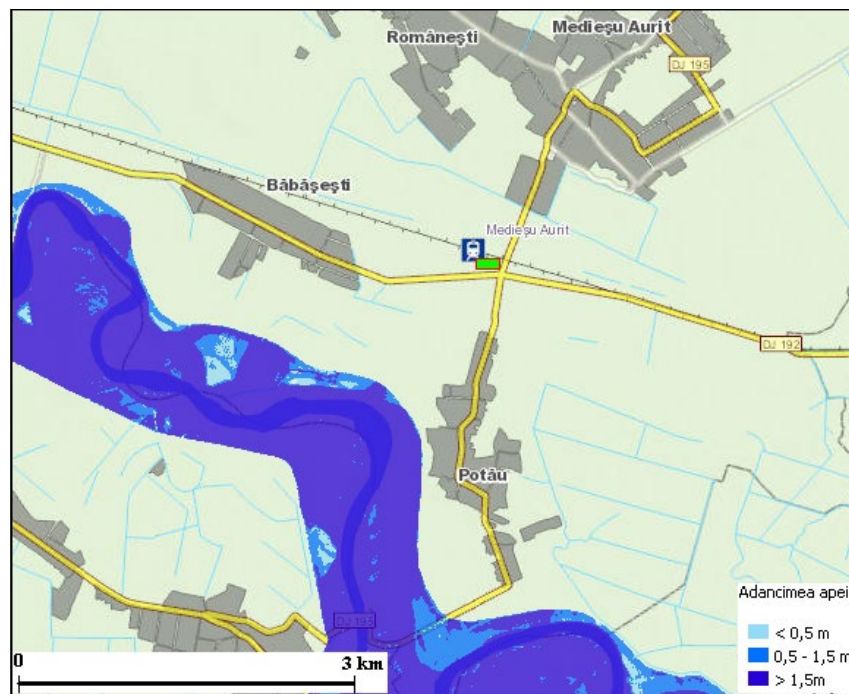 Românești
Medieșu Aurit
DJ 195
Băbășești
Medieșu Aurit
DJ 192
Potău
DJ 195
Adancimea apei
< 0,5 m
0,5 - 1,5 m
> 1,5m
0
3 km